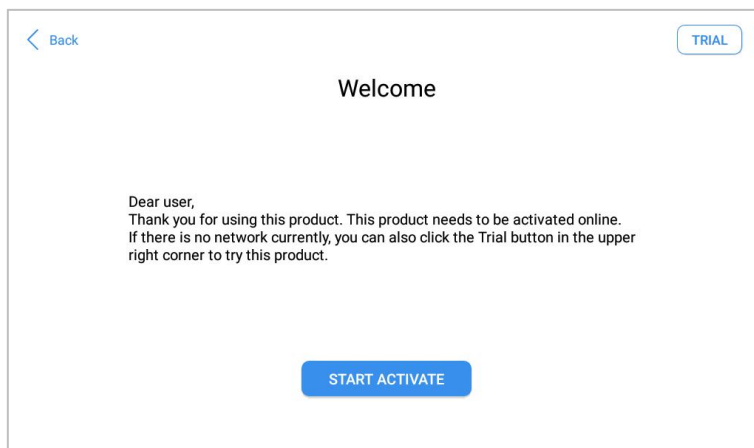 Back
TRIAL
Welcome
Dear user,
Thank you for using this product. This product needs to be activated online.
If there is no network currently, you can also click the Trial button in the upper
right corner to try this product.
START ACTIVATE